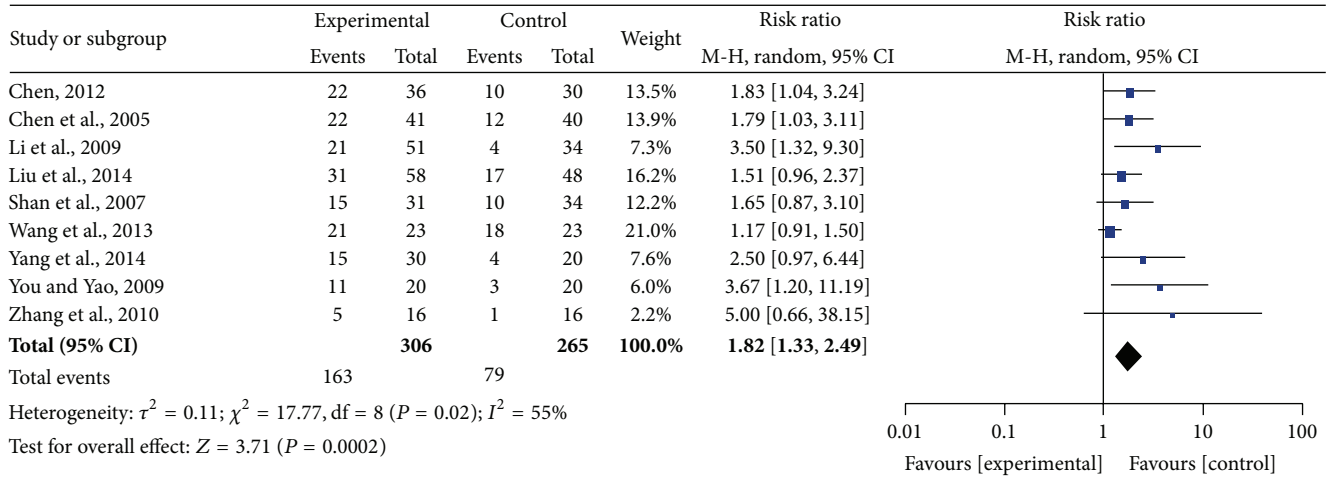 Study or subgroup Experimental Control Weight Risk ratio Risk ratio
Events Total Events Total M-H, random, 95% CI M-H, random, 95% CI
Chen, 2012 22 36 10 30 13.5% 1.83 [1.04, 3.24]
Chen et al., 2005 22 41 12 40 13.9% 1.79 [1.03, 3.11]
Li et al., 2009 21 51 4 34 7.3% 3.50 [1.32, 9.30]
Liu et al., 2014 31 58 17 48 16.2% 1.51 [0.96, 2.37]
Shan et al., 2007 15 31 10 34 12.2% 1.65 [0.87, 3.10]
Wang et al., 2013 21 23 18 23 21.0% 1.17 [0.91, 1.50]
Yang et al., 2014 15 30 4 20 7.6% 2.50 [0.97, 6.44]
You and Yao, 2009 11 20 3 20 6.0% 3.67 [1.20, 11.19]
Zhang et al., 2010 5 16 1 16 2.2% 5.00 [0.66, 38.15]
Total (95% CI) 306 265 100.0% 1.82 [1.33, 2.49]
Total events 163 79
Heterogeneity: τ² = 0.11; χ² = 17.77, df = 8 (P = 0.02); I² = 55%
Test for overall effect: Z = 3.71 (P = 0.0002)
0.01 0.1 1 10 100
Favours [experimental] Favours [control]